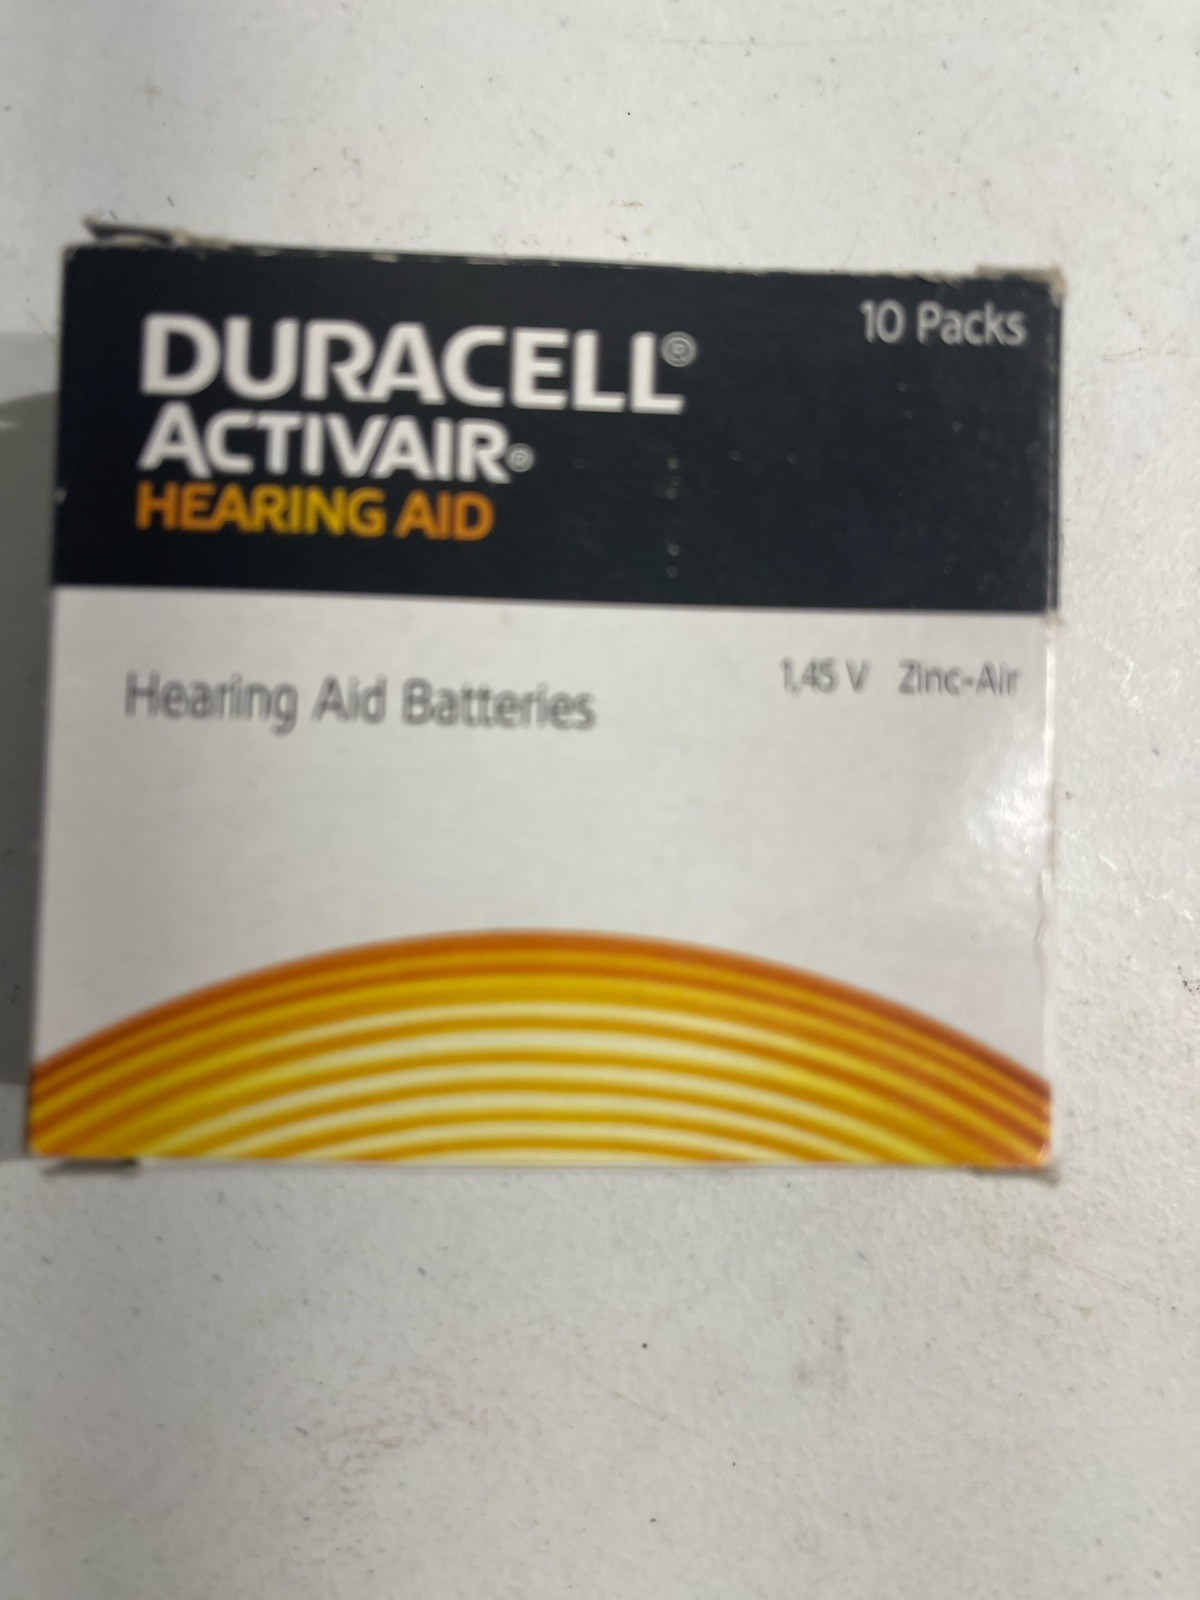 10 Packs
DURACELL®
ACTIVAIR®
HEARING AID
Hearing Aid Batteries
1,45 V Zinc-Air